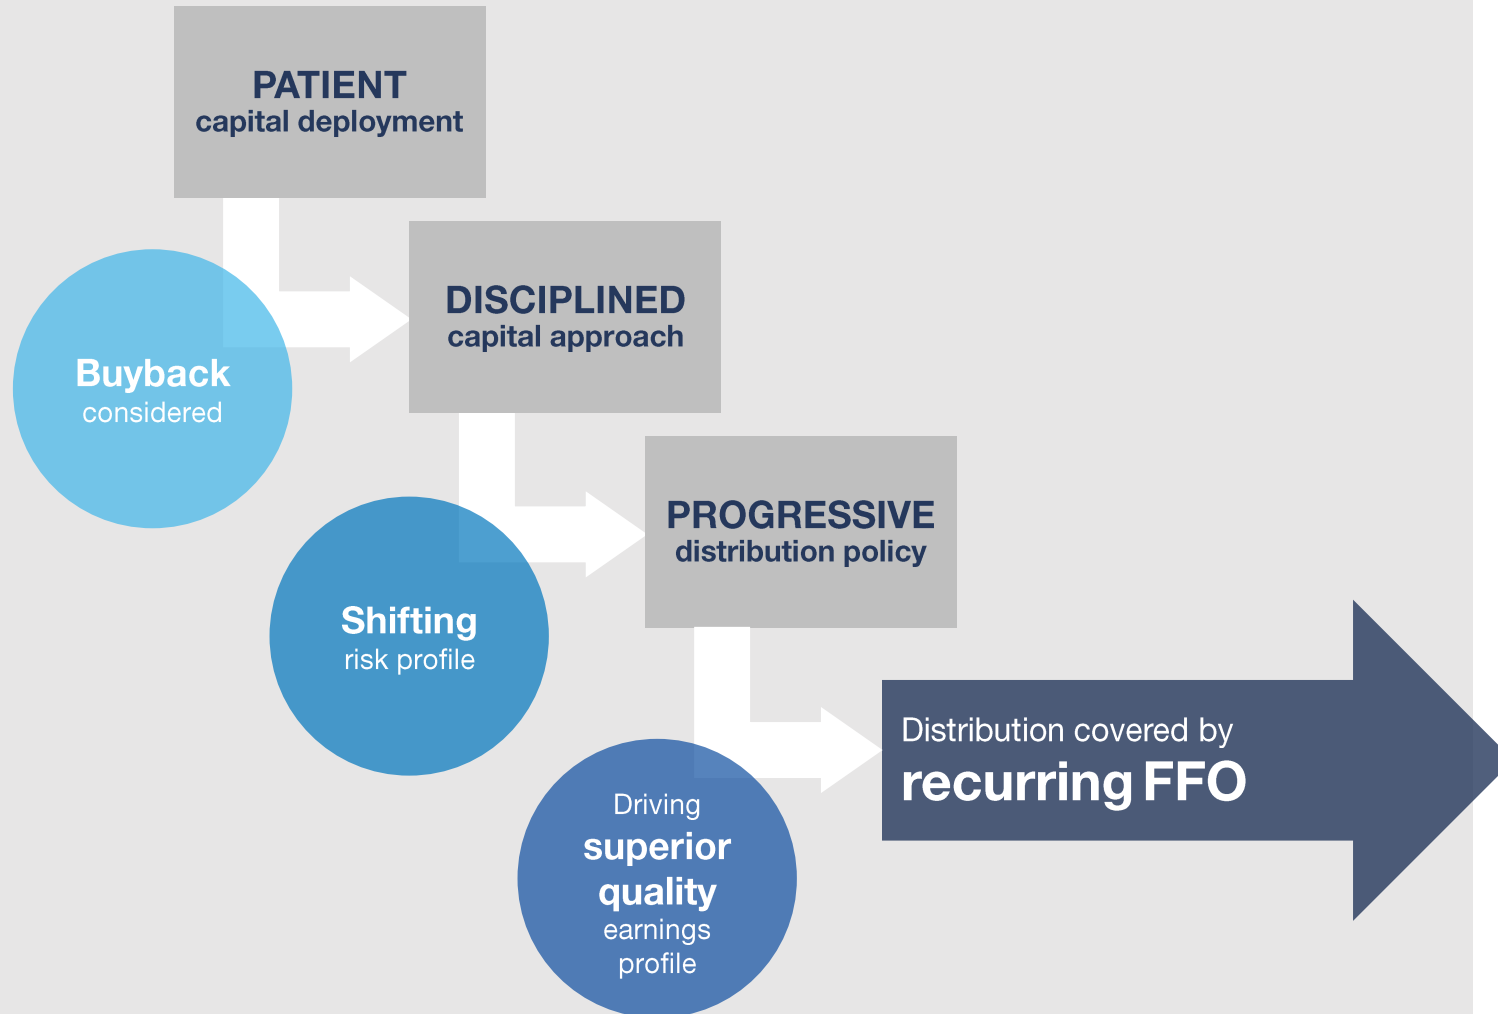 PATIENT
capital deployment
DISCIPLINED
capital approach
Buyback
considered
PROGRESSIVE
distribution policy
Shifting
risk profile
Distribution covered by
recurring FFO
Driving
superior
quality
earnings
profile